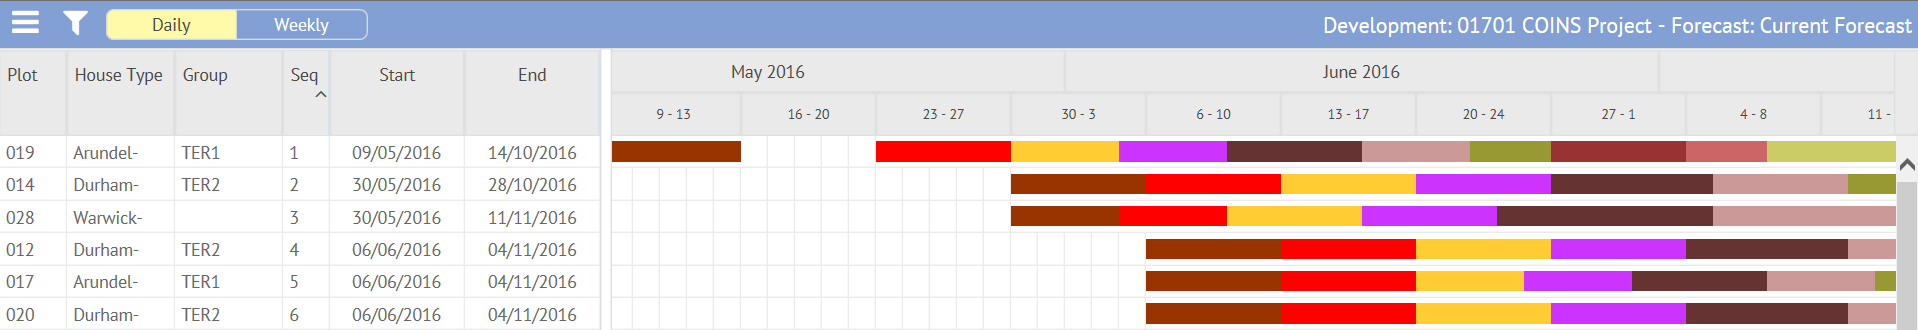 Daily Weekly Development: 01701 COINS Project - Forecast: Current Forecast
Plot House Type Group Seq Start End May 2016 June 2016
9 - 13 16 - 20 23 - 27 30 - 3 6 - 10 13 - 17 20 - 24 27 - 1 4 - 8 11 -
019 Arundel- TER1 1 09/05/2016 14/10/2016
014 Durham- TER2 2 30/05/2016 28/10/2016
028 Warwick- 3 30/05/2016 11/11/2016
012 Durham- TER2 4 06/06/2016 04/11/2016
017 Arundel- TER1 5 06/06/2016 04/11/2016
020 Durham- TER2 6 06/06/2016 04/11/2016